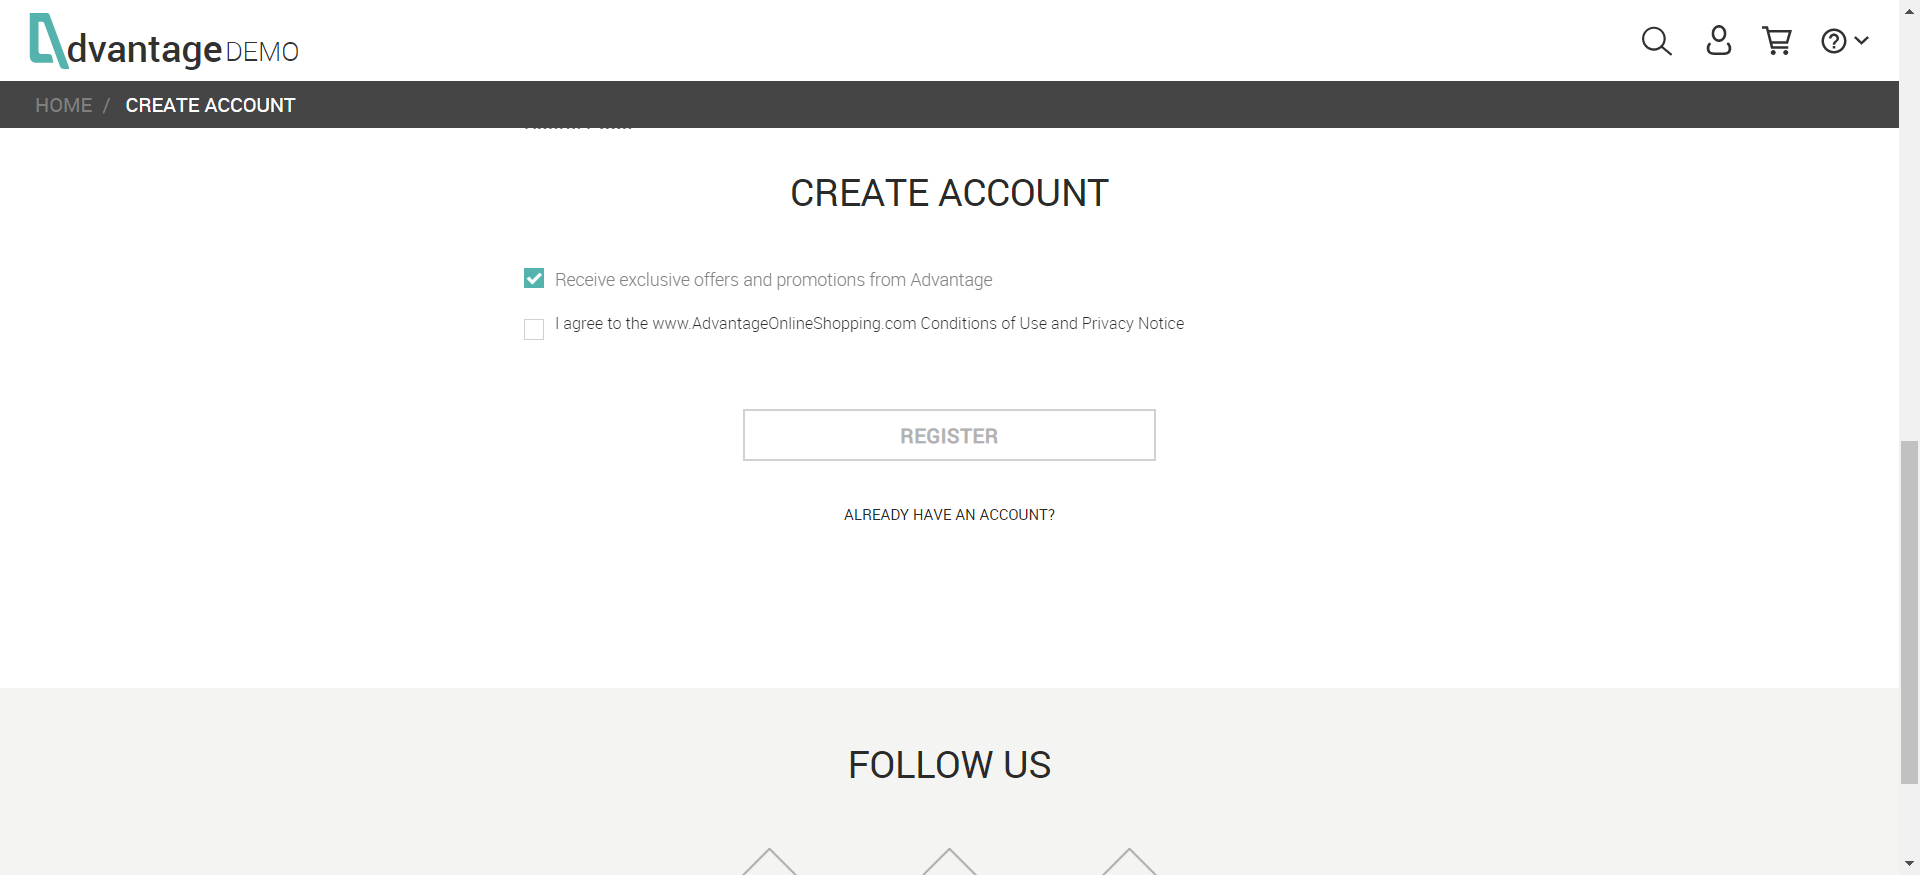 dvantage DEMO
HOME / CREATE ACCOUNT
CREATE ACCOUNT
Receive exclusive offers and promotions from Advantage
I agree to the www.AdvantageOnlineShopping.com Conditions of Use and Privacy Notice
REGISTER
ALREADY HAVE AN ACCOUNT?
FOLLOW US